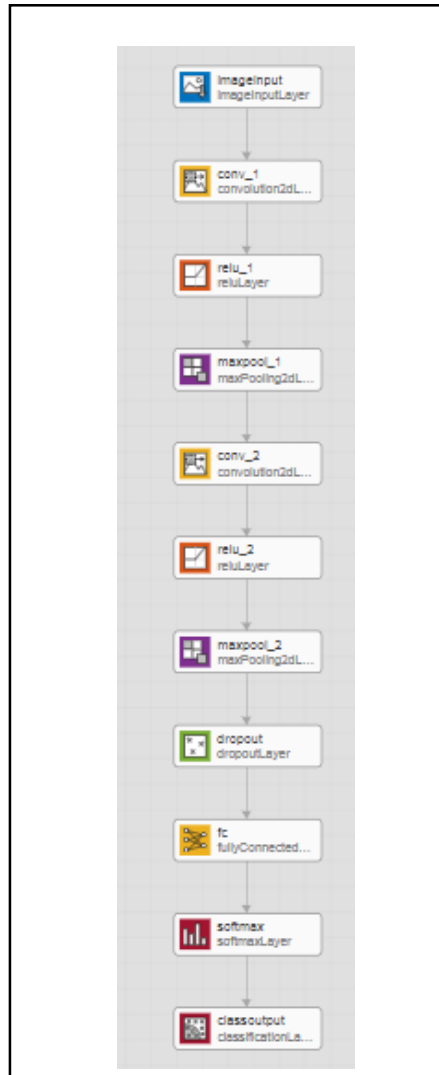 imageinput
imageInputLayer
conv_1
convolution2dL...
relu_1
reluLayer
maxpool_1
maxPooling2dL...
conv_2
convolution2dL...
relu_2
reluLayer
maxpool_2
maxPooling2dL...
dropout
dropoutLayer
fc
fullyConnected...
softmax
softmaxLayer
classoutput
classificationLa...